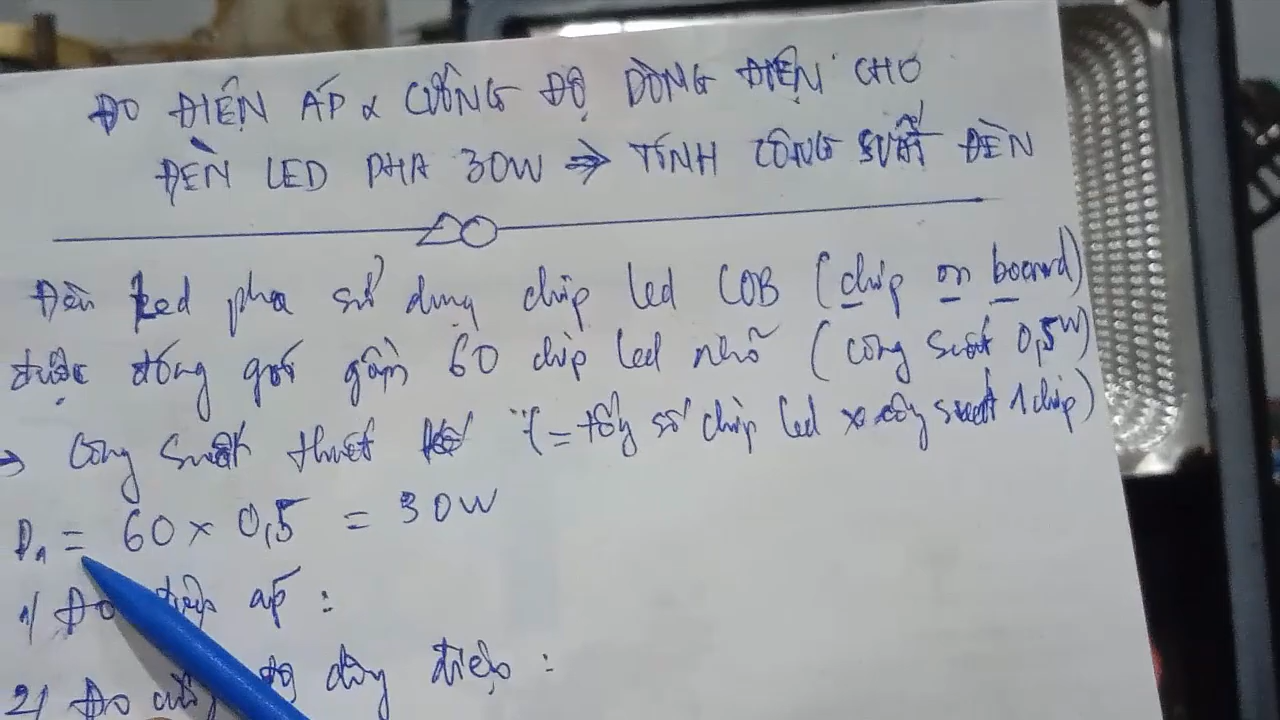 ĐO ĐIỆN ÁP & CƯỜNG ĐỘ DÒNG ĐIỆN CHO
ĐÈN LED PHA 30W => TÍNH CÔNG SUẤT ĐÈN
Đèn Led pha sử dụng chip led COB (chip on board)
được đóng gói gồm 60 chip led nhỏ (công suất 0,5W)
→ Công suất thiết kế (= tổng số chip led x công suất 1 chip)
P1 = 60 x 0,5 = 30W
1) Đo điện áp :
2) Đo cường độ dòng điện :